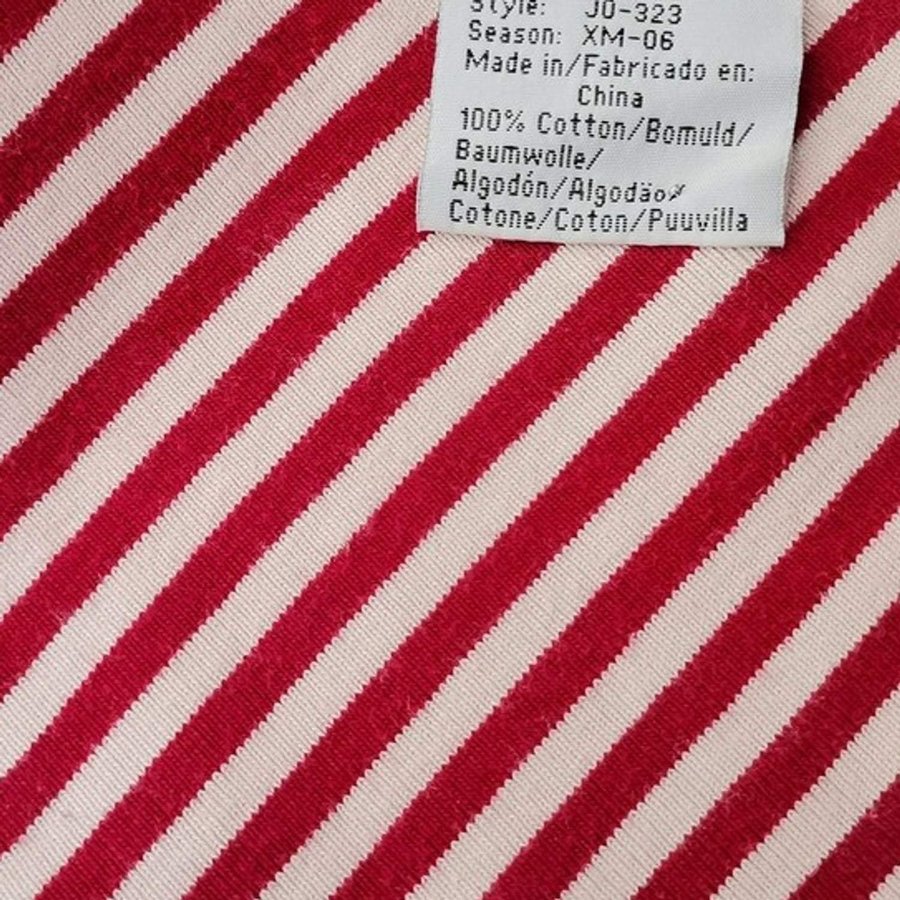 Style: JO-323
Season: XM-06
Made in/Fabricado en:
China
100% Cotton/Bomuld/
Baumwolle/
Algodón/Algodão/
Cotone/Coton/Puuvilla